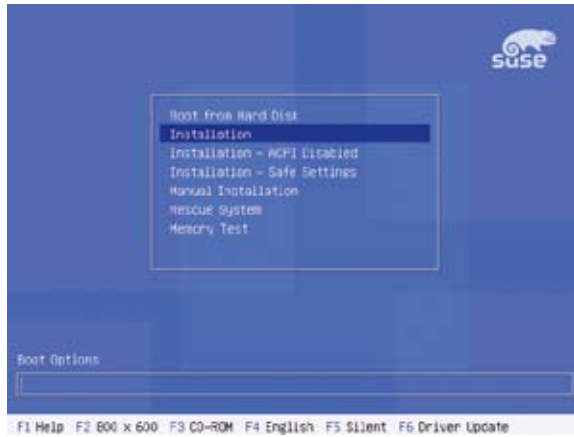 suse
Boot from Hard Disk
Installation
Installation - ACPI Disabled
Installation - Safe Settings
Manual Installation
Rescue System
Memory Test
Boot Options
F1 Help F2 800 x 600 F3 CD-ROM F4 English F5 Silent F6 Driver Update